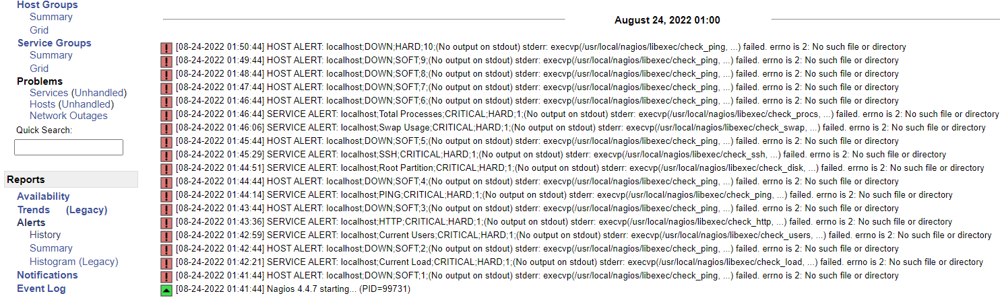 Host Groups
Summary
Grid
Service Groups
Summary
Grid
Problems
Services (Unhandled)
Hosts (Unhandled)
Network Outages
Quick Search:
Reports
Availability
Trends (Legacy)
Alerts
History
Summary
Histogram (Legacy)
Notifications
Event Log
August 24, 2022 01:00
[08-24-2022 01:50:44] HOST ALERT: localhost;DOWN;HARD;10;(No output on stdout) stderr: execvp(/usr/local/nagios/libexec/check_ping, ...) failed. errno is 2: No such file or directory
[08-24-2022 01:49:44] HOST ALERT: localhost;DOWN;SOFT;9;(No output on stdout) stderr: execvp(/usr/local/nagios/libexec/check_ping, ...) failed. errno is 2: No such file or directory
[08-24-2022 01:48:44] HOST ALERT: localhost;DOWN;SOFT;8;(No output on stdout) stderr: execvp(/usr/local/nagios/libexec/check_ping, ...) failed. errno is 2: No such file or directory
[08-24-2022 01:47:44] HOST ALERT: localhost;DOWN;SOFT;7;(No output on stdout) stderr: execvp(/usr/local/nagios/libexec/check_ping, ...) failed. errno is 2: No such file or directory
[08-24-2022 01:46:44] HOST ALERT: localhost;DOWN;SOFT;6;(No output on stdout) stderr: execvp(/usr/local/nagios/libexec/check_ping, ...) failed. errno is 2: No such file or directory
[08-24-2022 01:46:44] SERVICE ALERT: localhost;Total Processes;CRITICAL;HARD;1;(No output on stdout) stderr: execvp(/usr/local/nagios/libexec/check_procs, ...) failed. errno is 2: No such file or directory
[08-24-2022 01:46:06] SERVICE ALERT: localhost;Swap Usage;CRITICAL;HARD;1;(No output on stdout) stderr: execvp(/usr/local/nagios/libexec/check_swap, ...) failed. errno is 2: No such file or directory
[08-24-2022 01:45:44] HOST ALERT: localhost;DOWN;SOFT;5;(No output on stdout) stderr: execvp(/usr/local/nagios/libexec/check_ping, ...) failed. errno is 2: No such file or directory
[08-24-2022 01:45:29] SERVICE ALERT: localhost;SSH;CRITICAL;HARD;1;(No output on stdout) stderr: execvp(/usr/local/nagios/libexec/check_ssh, ...) failed. errno is 2: No such file or directory
[08-24-2022 01:44:51] SERVICE ALERT: localhost;Root Partition;CRITICAL;HARD;1;(No output on stdout) stderr: execvp(/usr/local/nagios/libexec/check_disk, ...) failed. errno is 2: No such file or directory
[08-24-2022 01:44:44] HOST ALERT: localhost;DOWN;SOFT;4;(No output on stdout) stderr: execvp(/usr/local/nagios/libexec/check_ping, ...) failed. errno is 2: No such file or directory
[08-24-2022 01:44:14] SERVICE ALERT: localhost;PING;CRITICAL;HARD;1;(No output on stdout) stderr: execvp(/usr/local/nagios/libexec/check_ping, ...) failed. errno is 2: No such file or directory
[08-24-2022 01:43:44] HOST ALERT: localhost;DOWN;SOFT;3;(No output on stdout) stderr: execvp(/usr/local/nagios/libexec/check_ping, ...) failed. errno is 2: No such file or directory
[08-24-2022 01:43:36] SERVICE ALERT: localhost;HTTP;CRITICAL;HARD;1;(No output on stdout) stderr: execvp(/usr/local/nagios/libexec/check_http, ...) failed. errno is 2: No such file or directory
[08-24-2022 01:42:59] SERVICE ALERT: localhost;Current Users;CRITICAL;HARD;1;(No output on stdout) stderr: execvp(/usr/local/nagios/libexec/check_users, ...) failed. errno is 2: No such file or directory
[08-24-2022 01:42:44] HOST ALERT: localhost;DOWN;SOFT;2;(No output on stdout) stderr: execvp(/usr/local/nagios/libexec/check_ping, ...) failed. errno is 2: No such file or directory
[08-24-2022 01:42:21] SERVICE ALERT: localhost;Current Load;CRITICAL;HARD;1;(No output on stdout) stderr: execvp(/usr/local/nagios/libexec/check_load, ...) failed. errno is 2: No such file or directory
[08-24-2022 01:41:44] HOST ALERT: localhost;DOWN;SOFT;1;(No output on stdout) stderr: execvp(/usr/local/nagios/libexec/check_ping, ...) failed. errno is 2: No such file or directory
[08-24-2022 01:41:44] Nagios 4.4.7 starting... (PID=99731)